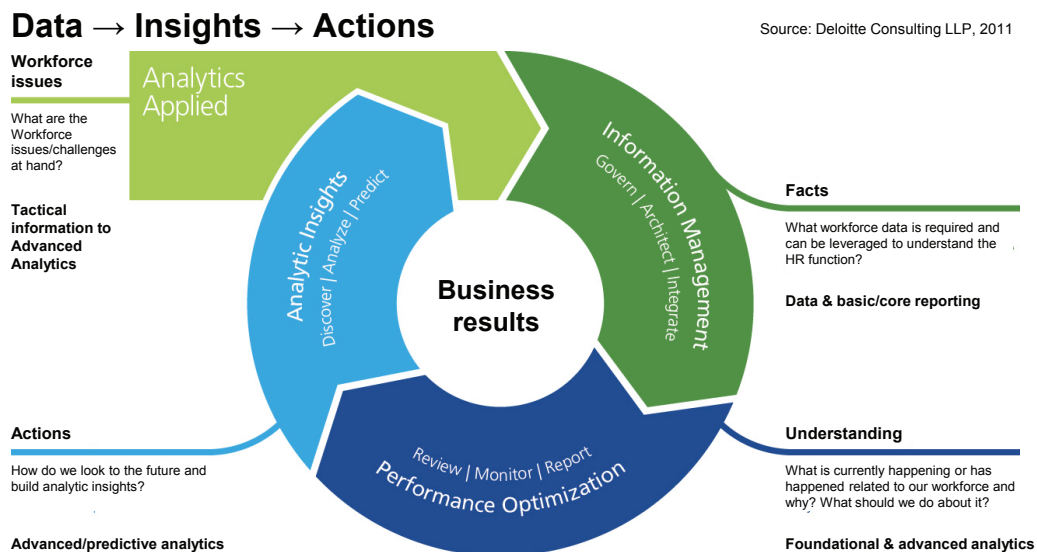 Data → Insights → Actions
Source: Deloitte Consulting LLP, 2011
Workforce
issues
What are the
Workforce
issues/challenges
at hand?
Tactical
information to
Advanced
Analytics
Analytics
Applied
Information Management
Govern | Architect | Integrate
Facts
What workforce data is required and
can be leveraged to understand the
HR function?
Data & basic/core reporting
Analytic Insights
Discover | Analyze | Predict
Business
results
Review | Monitor | Report
Performance Optimization
Actions
How do we look to the future and
build analytic insights?
Advanced/predictive analytics
Understanding
What is currently happening or has
happened related to our workforce and
why? What should we do about it?
Foundational & advanced analytics